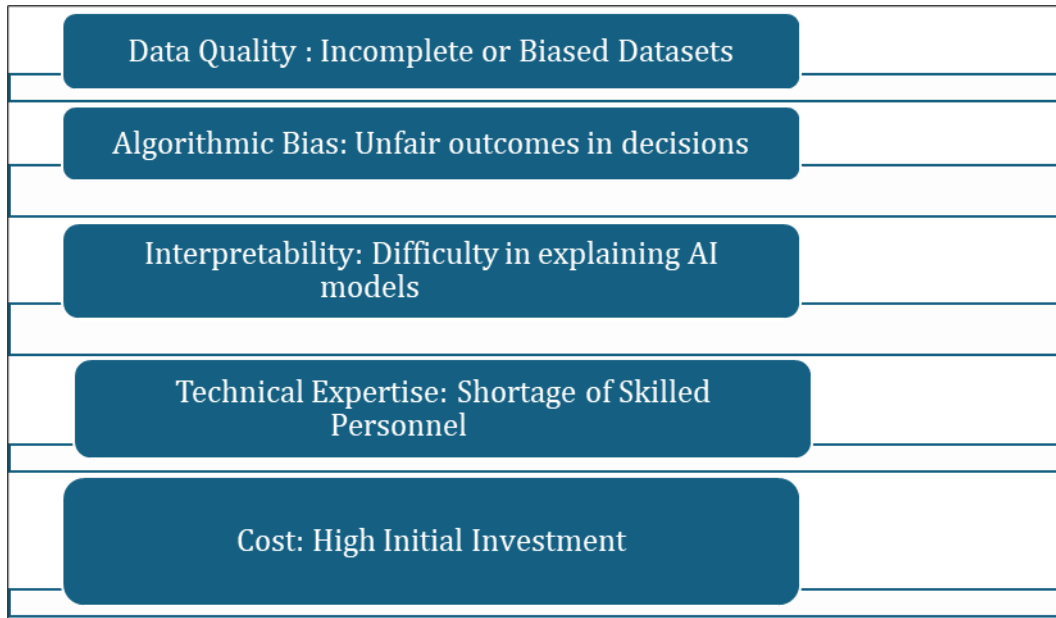 Data Quality : Incomplete or Biased Datasets
Algorithmic Bias: Unfair outcomes in decisions
Interpretability: Difficulty in explaining AI
models
Technical Expertise: Shortage of Skilled
Personnel
Cost: High Initial Investment